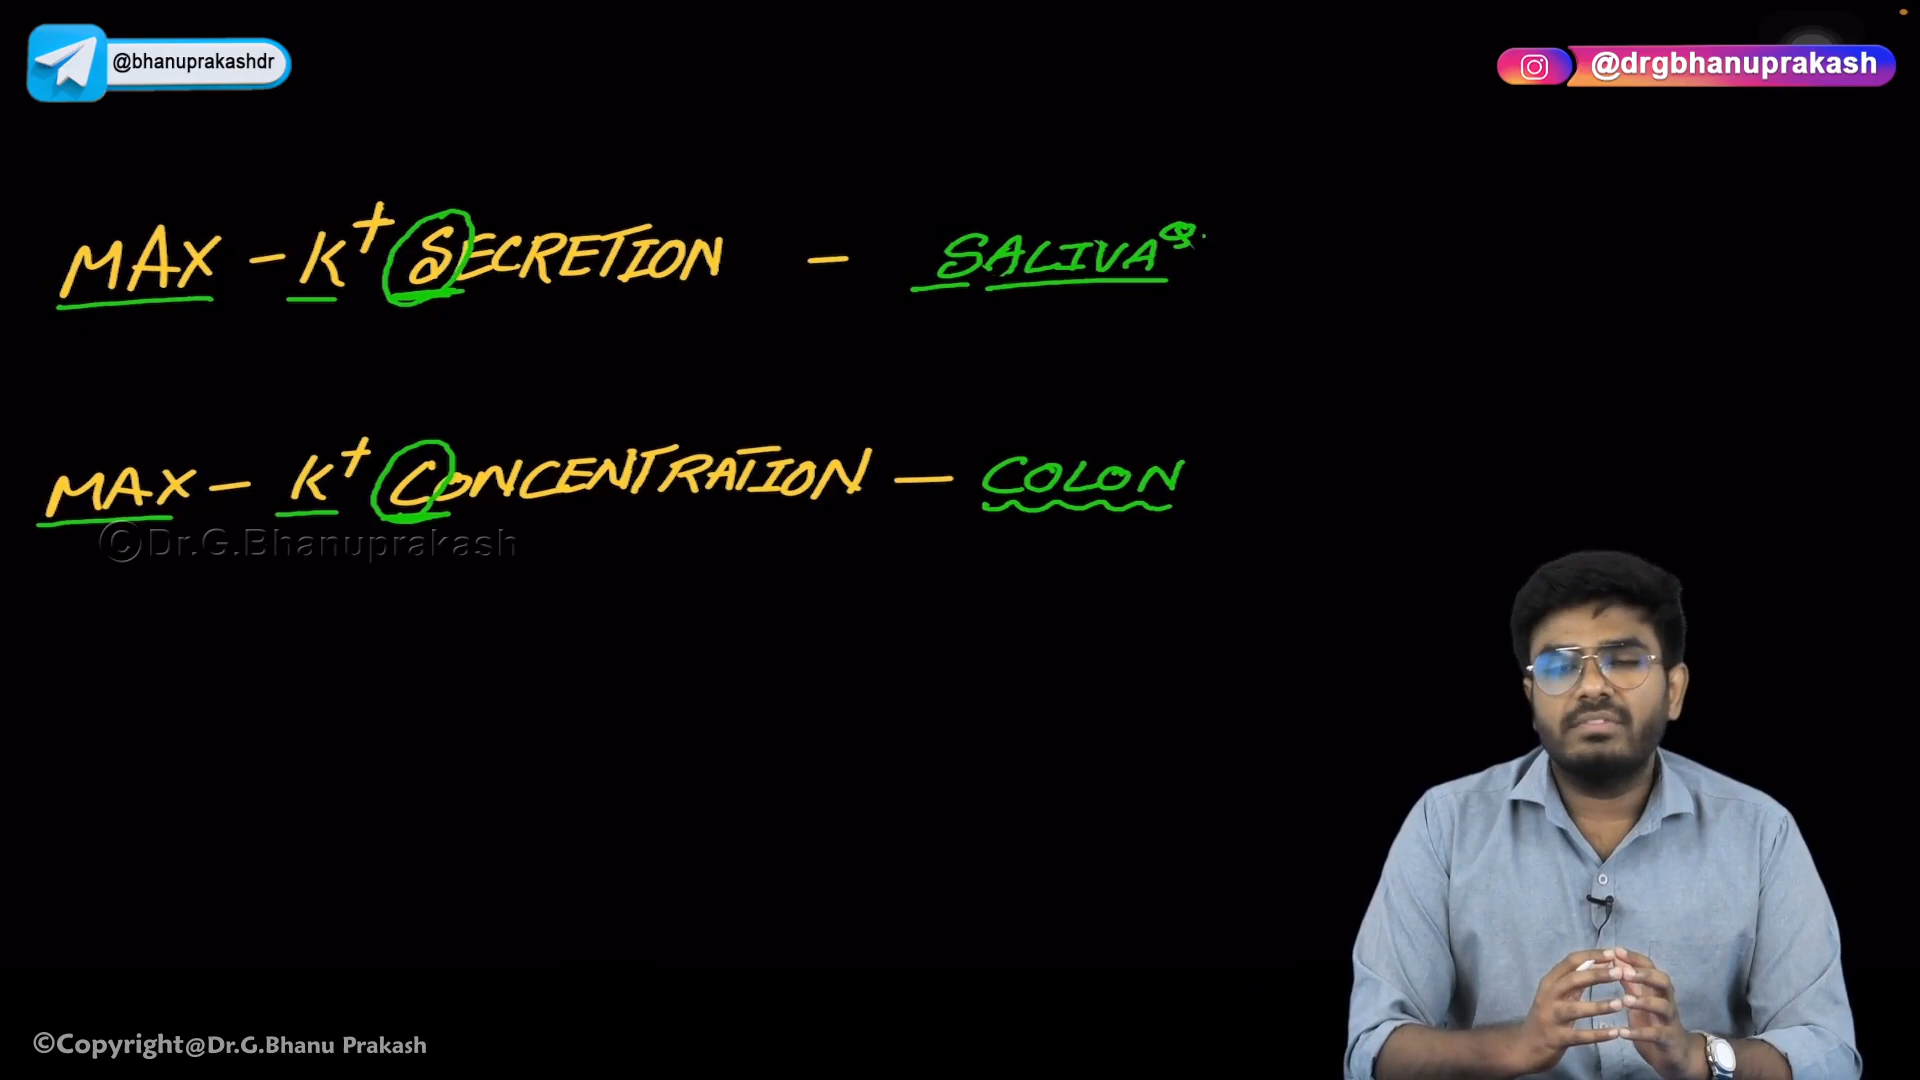 @bhanuprakashdr
@drgbhanuprakash
MAX - K+ SECRETION - SALIVA Q.
MAX - K+ CONCENTRATION - COLON
©Dr.G.Bhanuprakash
©Copyright@Dr.G.Bhanu Prakash